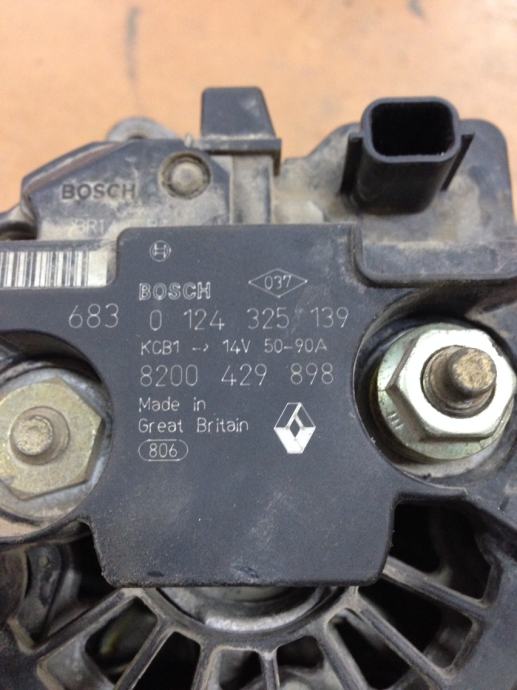 BOSCH
BR1
BOSCH
037
683 0 124 325 139
KCB1 → 14V 50-90A
8200 429 898
Made in
Great Britain
806